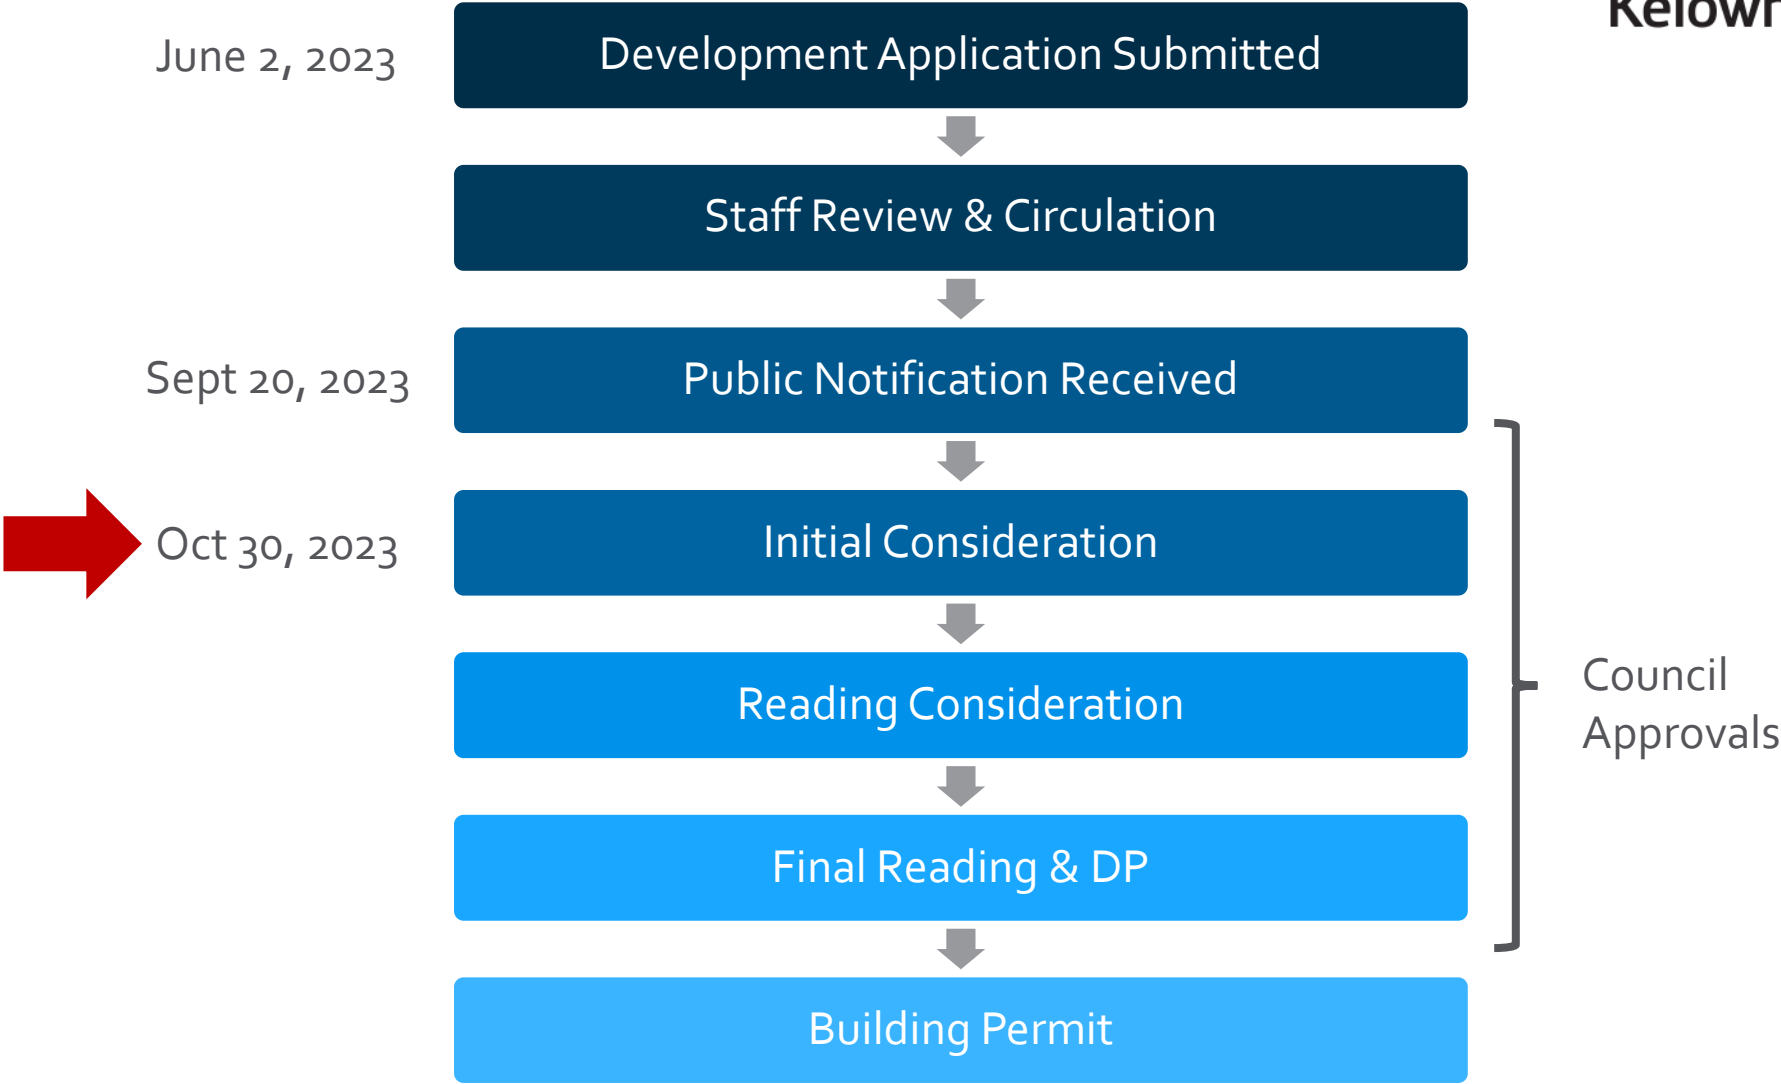 June 2, 2023
Development Application Submitted
Staff Review & Circulation
Sept 20, 2023
Public Notification Received
Oct 30, 2023
Initial Consideration
Reading Consideration
Council
Approvals
Final Reading & DP
Building Permit